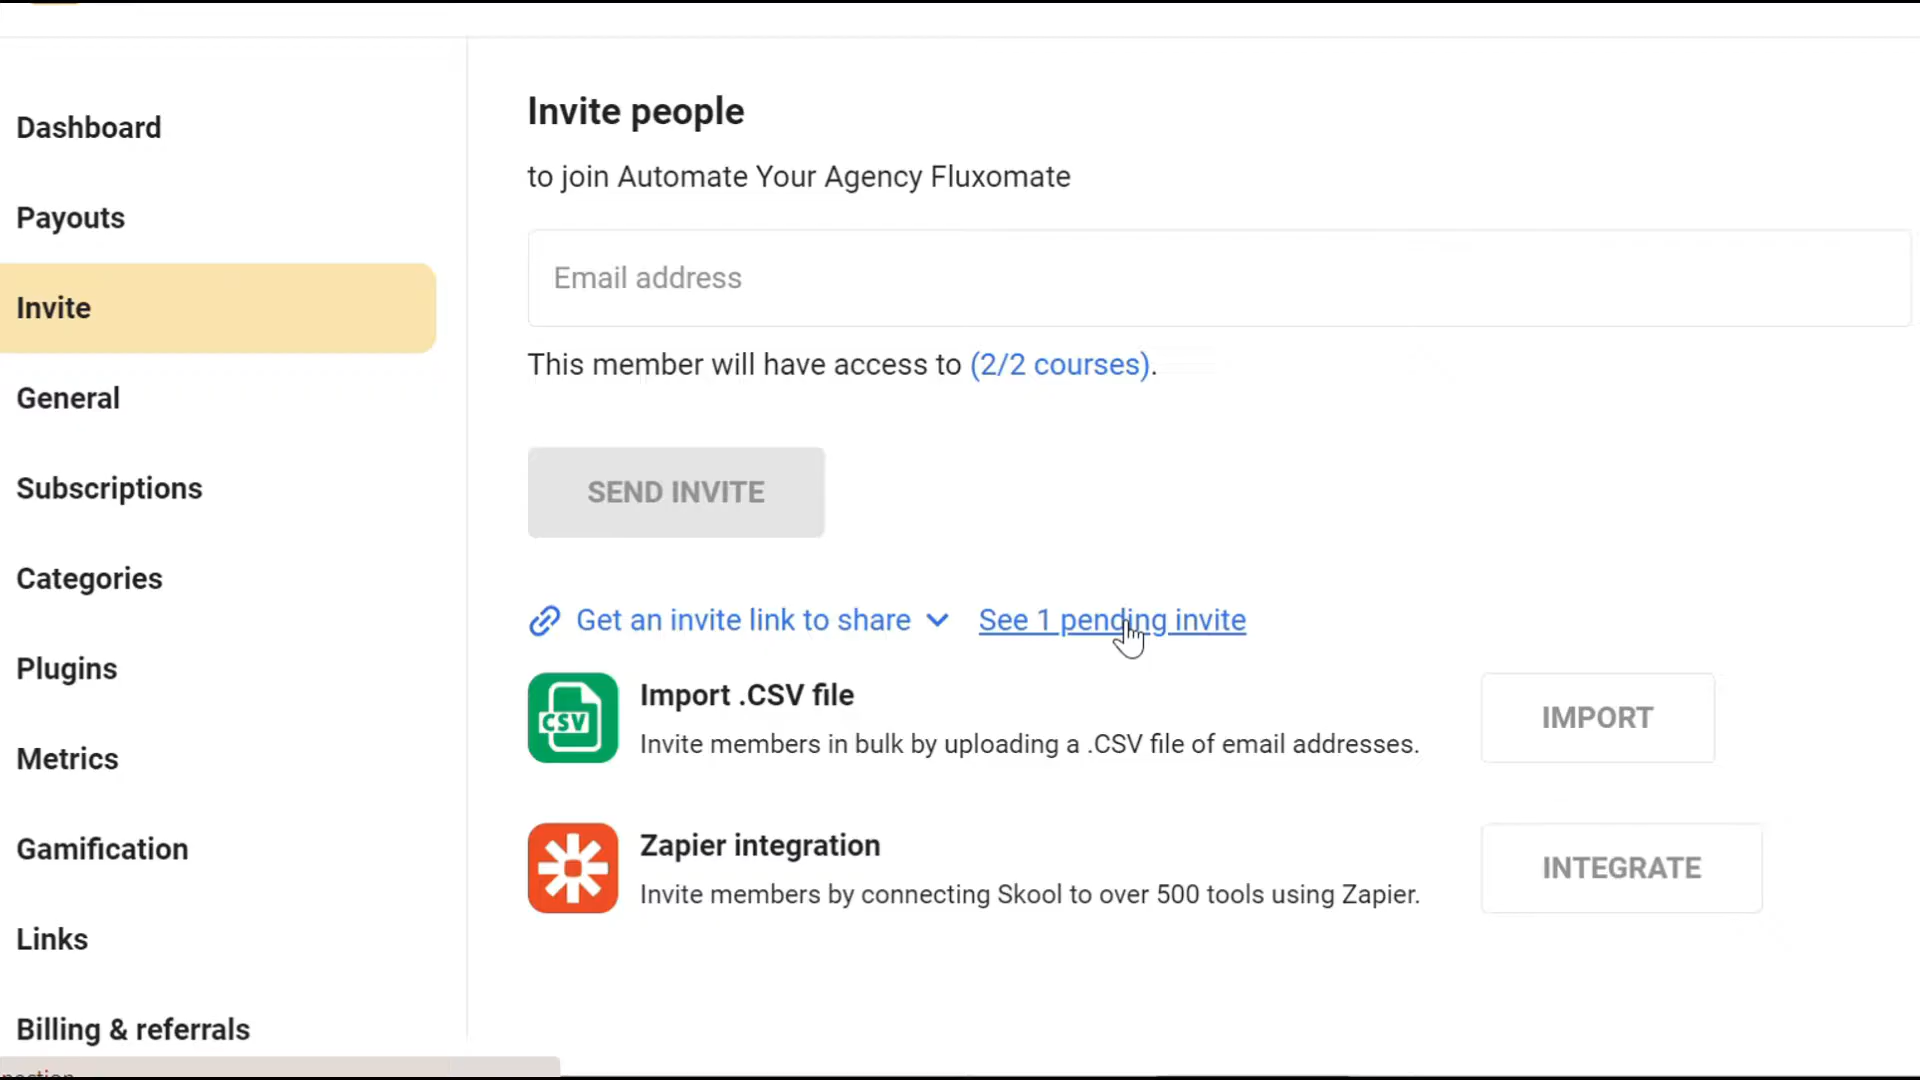 Dashboard
Payouts
Invite
General
Subscriptions
Categories
Plugins
Metrics
Gamification
Links
Billing & referrals
Invite people
to join Automate Your Agency Fluxomate
Email address
This member will have access to (2/2 courses).
SEND INVITE
Get an invite link to share See 1 pending invite
CSV
Import .CSV file
Invite members in bulk by uploading a .CSV file of email addresses.
IMPORT
Zapier integration
Invite members by connecting Skool to over 500 tools using Zapier.
INTEGRATE